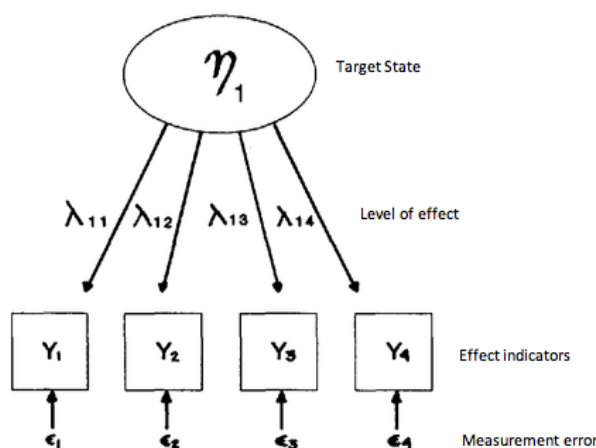 η₁ Target State
λ₁₁ λ₁₂ λ₁₃ λ₁₄ Level of effect
Y₁ Y₂ Y₃ Y₄ Effect indicators
ϵ₁ ϵ₂ ϵ₃ ϵ₄ Measurement error